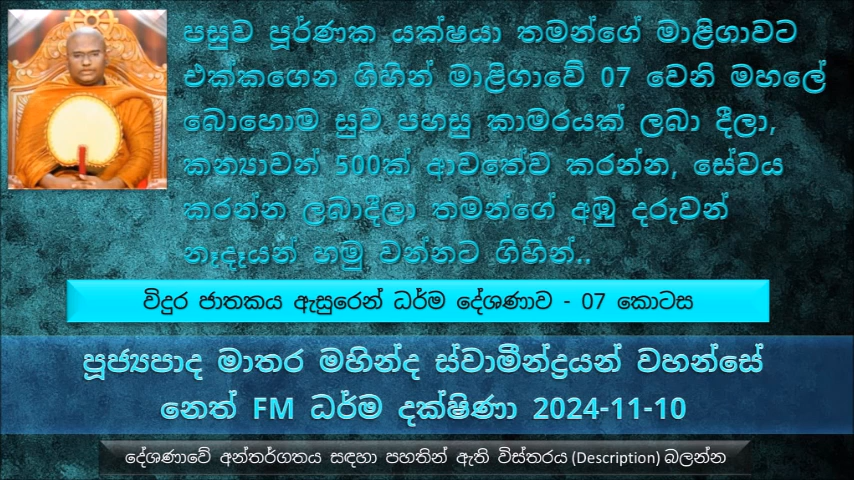 පසුව පූර්ණක යක්ෂයා තමන්ගේ මාළිගාවට
එක්කගෙන ගිහින් මාළිගාවේ 07 වෙනි මහලේ
බොහොම සුව පහසු කාමරයක් ලබා දීලා,
කන්‍යාවන් 500ක් ආවතේව කරන්න, සේවය
කරන්න ලබාදීලා තමන්ගේ අඹු දරුවන්
නෑදෑයන් හමු වන්නට ගිහින්..
විදුර ජාතකය ඇසුරෙන් ධර්ම දේශණාව - 07 කොටස
පූජ්‍යපාද මාතර මහින්ද ස්වාමීන්ද්‍රයන් වහන්සේ
නෙත් FM ධර්ම දක්ෂිණා 2024-11-10
දේශණාවේ අන්තර්ගතය සඳහා පහතින් ඇති විස්තරය (Description) බලන්න